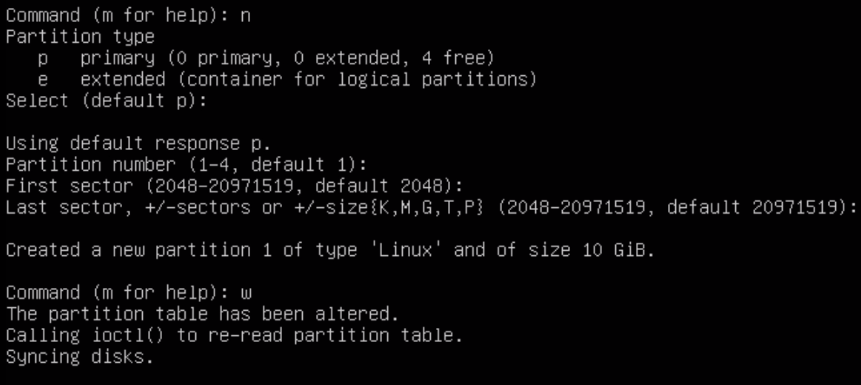 Command (m for help): n
Partition type
   p   primary (0 primary, 0 extended, 4 free)
   e   extended (container for logical partitions)
Select (default p):
Using default response p.
Partition number (1-4, default 1):
First sector (2048-20971519, default 2048):
Last sector, +/-sectors or +/-size{K,M,G,T,P} (2048-20971519, default 20971519):
Created a new partition 1 of type 'Linux' and of size 10 GiB.
Command (m for help): w
The partition table has been altered.
Calling ioctl() to re-read partition table.
Syncing disks.